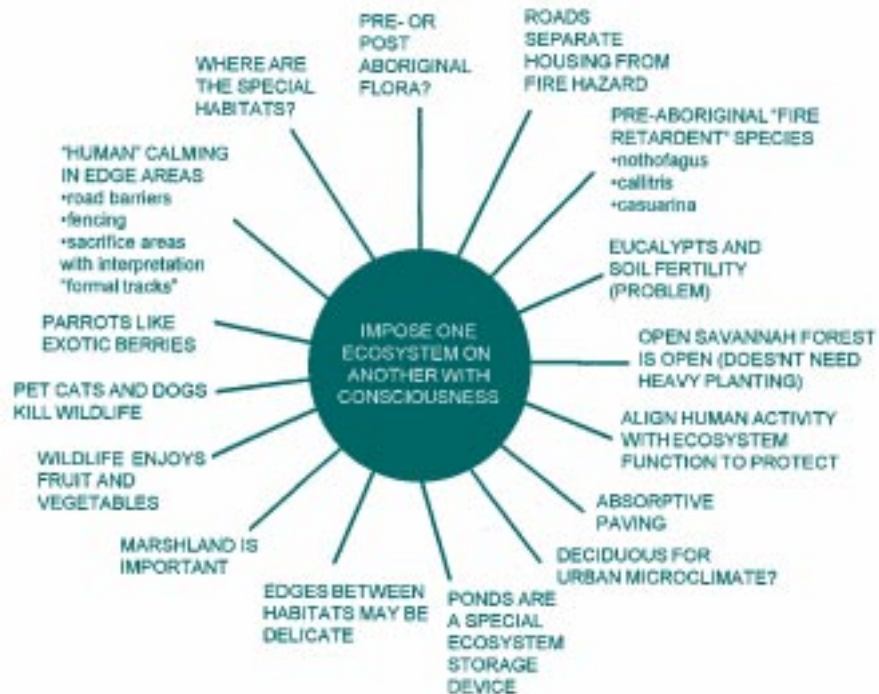 PRE- OR
POST
ABORIGINAL
FLORA?
ROADS
SEPARATE
HOUSING FROM
FIRE HAZARD
PRE-ABORIGINAL "FIRE
RETARDENT" SPECIES
•nothofagus
•callitris
•casuarina
EUCALYPTS AND
SOIL FERTILITY
(PROBLEM)
OPEN SAVANNAH FOREST
IS OPEN (DOES'NT NEED
HEAVY PLANTING)
ALIGN HUMAN ACTIVITY
WITH ECOSYSTEM
FUNCTION TO PROTECT
ABSORPTIVE
PAVING
DECIDUOUS FOR
URBAN MICROCLIMATE?
PONDS ARE
A SPECIAL
ECOSYSTEM
STORAGE
DEVICE
EDGES BETWEEN
HABITATS MAY BE
DELICATE
MARSHLAND IS
IMPORTANT
WILDLIFE ENJOYS
FRUIT AND
VEGETABLES
PET CATS AND DOGS
KILL WILDLIFE
PARROTS LIKE
EXOTIC BERRIES
"HUMAN" CALMING
IN EDGE AREAS
•road barriers
•fencing
•sacrifice areas
with interpretation
"formal tracks"
WHERE ARE
THE SPECIAL
HABITATS?
IMPOSE ONE
ECOSYSTEM ON
ANOTHER WITH
CONSCIOUSNESS